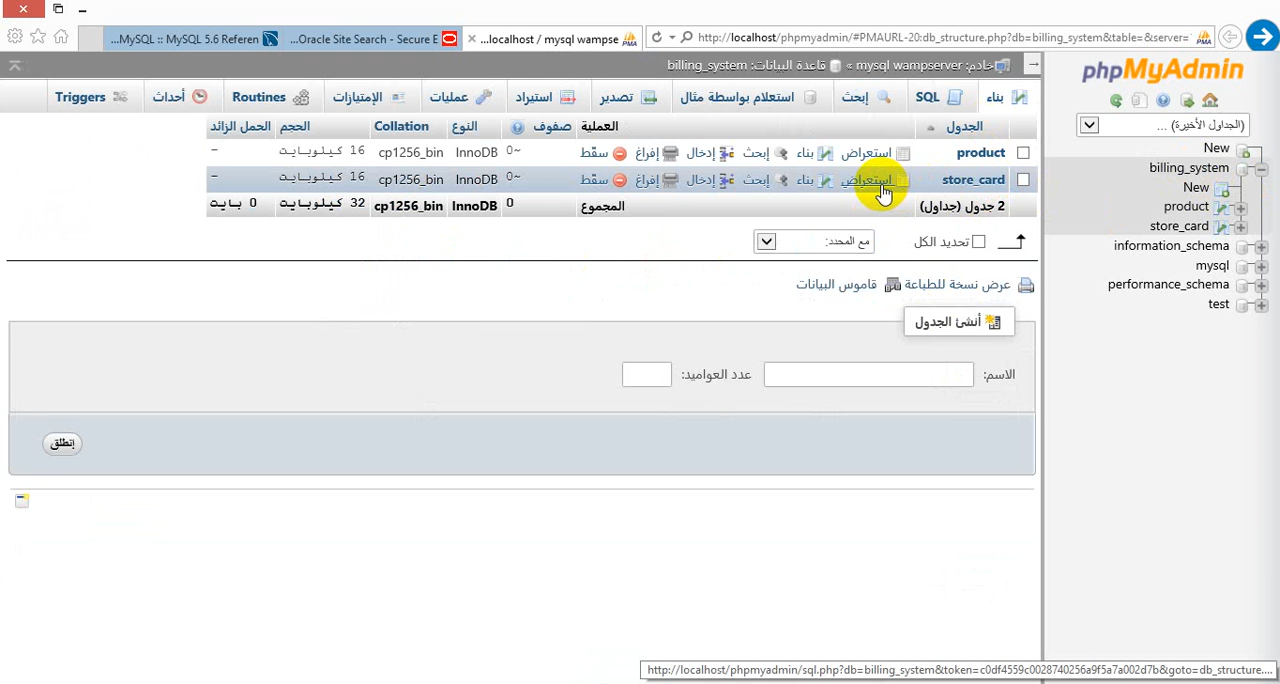 ...MySQL :: MySQL 5.6 Referen
...Oracle Site Search - Secure E
...localhost / mysql wampse
http://localhost/phpmyadmin/#PMAURL-20:db_structure.php?db=billing_system&table=&server=
خادم: mysql wampserver » قاعدة البيانات: billing_system
بناء SQL إبحث استعلام بواسطة مثال تصدير استيراد عمليات الإمتيازات Routines أحداث Triggers
الجدول العملية صفوف النوع Collation الحجم الحمل الزائد
product استعراض بناء إبحث إدخال إفراغ سقّط ~0 InnoDB cp1256_bin 16 كيلوبايت -
store_card استعراض بناء إبحث إدخال إفراغ سقّط ~0 InnoDB cp1256_bin 16 كيلوبايت -
2 جدول (جداول) المجموع 0 InnoDB cp1256_bin 32 كيلوبايت 0 بايت
تحديد الكل مع المحدد:
عرض نسخة للطباعة قاموس البيانات
أنشئ الجدول
الاسم: عدد العواميد:
إنطلق
phpMyAdmin
(الجداول الأخيرة) ...
New
billing_system
New
product
store_card
information_schema
mysql
performance_schema
test
http://localhost/phpmyadmin/sql.php?db=billing_system&token=c0df4559c0028740256a9f5a7a002d7b&goto=db_structure....